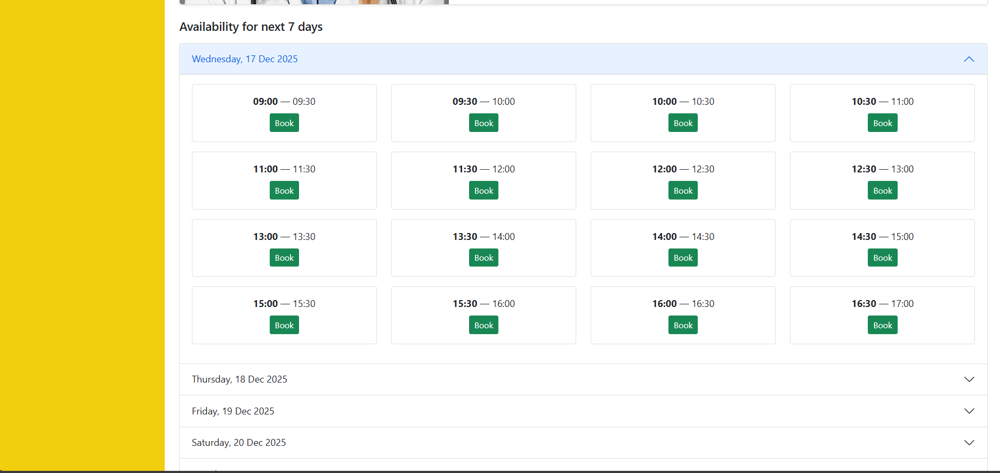 Availability for next 7 days
Wednesday, 17 Dec 2025
09:00 — 09:30
09:30 — 10:00
10:00 — 10:30
10:30 — 11:00
Book
Book
Book
Book
11:00 — 11:30
11:30 — 12:00
12:00 — 12:30
12:30 — 13:00
Book
Book
Book
Book
13:00 — 13:30
13:30 — 14:00
14:00 — 14:30
14:30 — 15:00
Book
Book
Book
Book
15:00 — 15:30
15:30 — 16:00
16:00 — 16:30
16:30 — 17:00
Book
Book
Book
Book
Thursday, 18 Dec 2025
Friday, 19 Dec 2025
Saturday, 20 Dec 2025